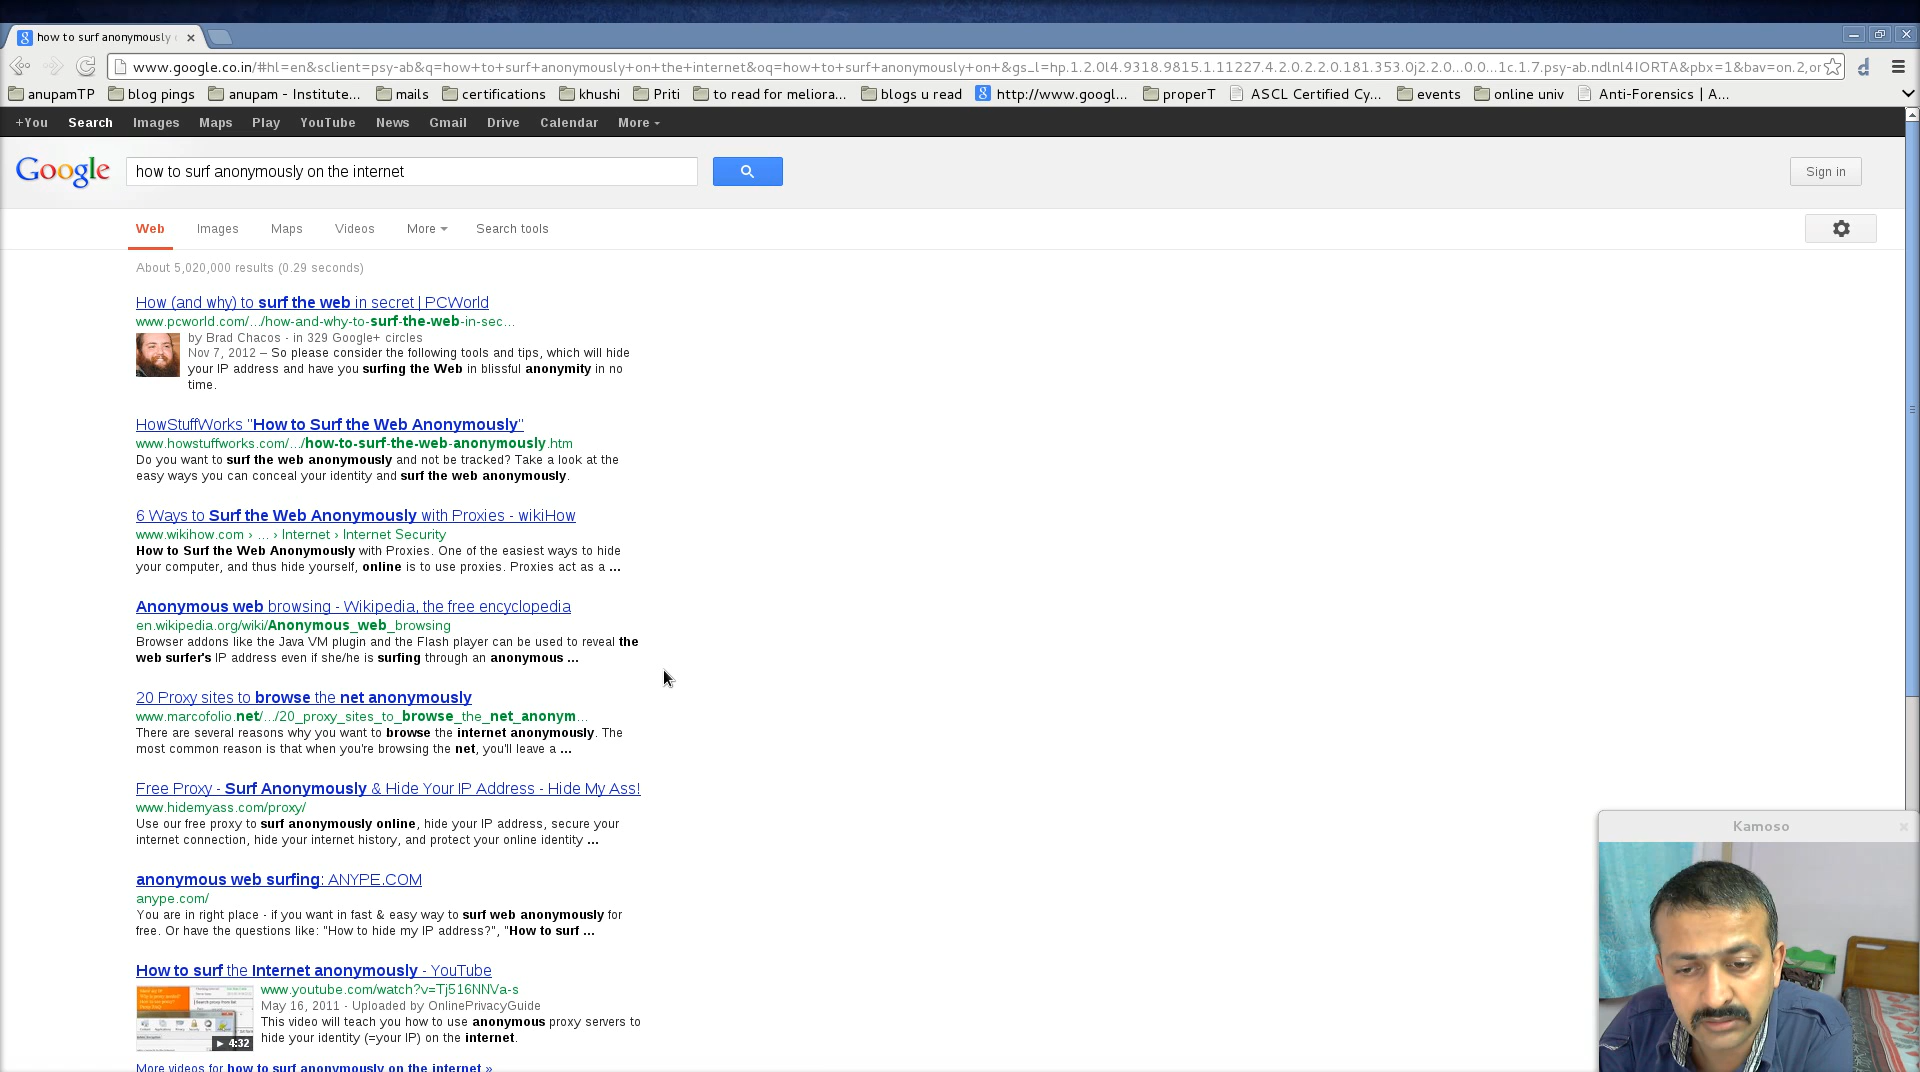 how to surf anonymously
www.google.co.in/#hl=en&sclient=psy-ab&q=how+to+surf+anonymously+on+the+internet&oq=how+to+surf+anonymously+on+&gs_l=hp.1.2.0l4.9318.9815.1.11227.4.2.0.2.2.0.181.353.0j2.2.0...0.0...1c.1.7.psy-ab.ndlnl4IORTA&pbx=1&bav=on.2,or
anupamTP blog pings anupam - Institute... mails certifications khushi Priti to read for meliora... blogs u read http://www.googl... properT ASCL Certified Cy... events online univ Anti-Forensics | A...
+You Search Images Maps Play YouTube News Gmail Drive Calendar More
Google how to surf anonymously on the internet Sign in
Web Images Maps Videos More Search tools
About 5,020,000 results (0.29 seconds)
How (and why) to surf the web in secret | PCWorld
www.pcworld.com/.../how-and-why-to-surf-the-web-in-sec...
by Brad Chacos - in 329 Google+ circles
Nov 7, 2012 – So please consider the following tools and tips, which will hide
your IP address and have you surfing the Web in blissful anonymity in no
time.
HowStuffWorks "How to Surf the Web Anonymously"
www.howstuffworks.com/.../how-to-surf-the-web-anonymously.htm
Do you want to surf the web anonymously and not be tracked? Take a look at the
easy ways you can conceal your identity and surf the web anonymously.
6 Ways to Surf the Web Anonymously with Proxies - wikiHow
www.wikihow.com › ... › Internet › Internet Security
How to Surf the Web Anonymously with Proxies. One of the easiest ways to hide
your computer, and thus hide yourself, online is to use proxies. Proxies act as a ...
Anonymous web browsing - Wikipedia, the free encyclopedia
en.wikipedia.org/wiki/Anonymous_web_browsing
Browser addons like the Java VM plugin and the Flash player can be used to reveal the
web surfer's IP address even if she/he is surfing through an anonymous ...
20 Proxy sites to browse the net anonymously
www.marcofolio.net/.../20_proxy_sites_to_browse_the_net_anonym...
There are several reasons why you want to browse the internet anonymously. The
most common reason is that when you're browsing the net, you'll leave a ...
Free Proxy - Surf Anonymously & Hide Your IP Address - Hide My Ass!
www.hidemyass.com/proxy/
Use our free proxy to surf anonymously online, hide your IP address, secure your
internet connection, hide your internet history, and protect your online identity ...
anonymous web surfing: ANYPE.COM
anype.com/
You are in right place - if you want in fast & easy way to surf web anonymously for
free. Or have the questions like: "How to hide my IP address?", "How to surf ...
How to surf the Internet anonymously - YouTube
www.youtube.com/watch?v=Tj516NNVa-s
May 16, 2011 - Uploaded by OnlinePrivacyGuide
This video will teach you how to use anonymous proxy servers to
hide your identity (=your IP) on the internet.
4:32
More videos for how to surf anonymously on the internet »
Kamoso